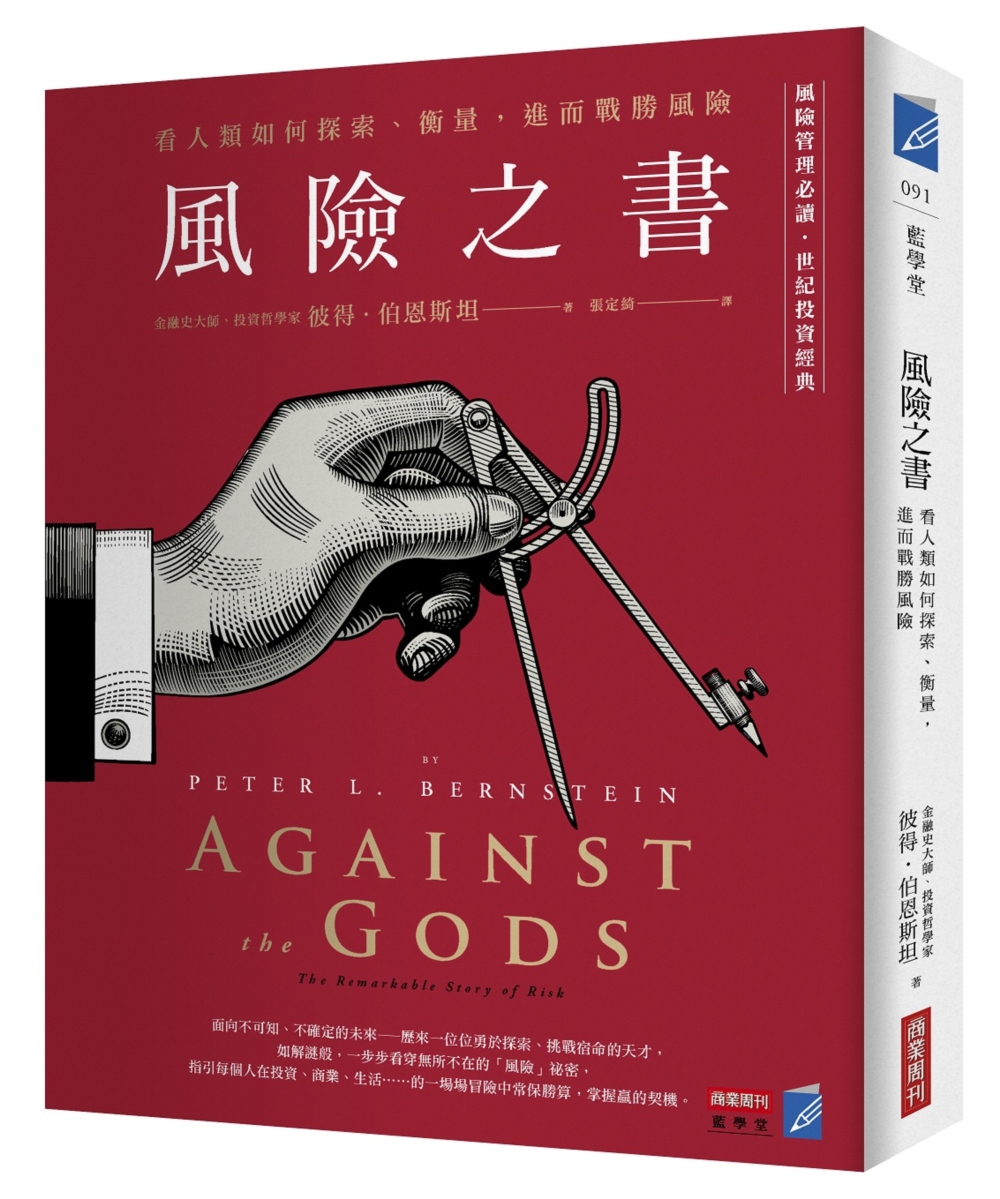 看人類如何探索、衡量，進而戰勝風險
風險之書
金融史大師、投資哲學家 彼得．伯恩斯坦——著 張定綺——譯
風險管理必讀．世紀投資經典
BY
PETER L. BERNSTEIN
AGAINST
the GODS
The Remarkable Story of Risk
面向不可知、不確定的未來——歷來一位位勇於探索、挑戰宿命的天才，
如解謎般，一步步看穿無所不在的「風險」祕密，
指引每個人在投資、商業、生活……的一場場冒險中常保勝算，掌握贏的契機。
商業周刊
藍學堂
091
藍學堂
風險之書
看人類如何探索、衡量，
進而戰勝風險
金融史大師、投資哲學家
彼得．伯恩斯坦 著
商業周刊